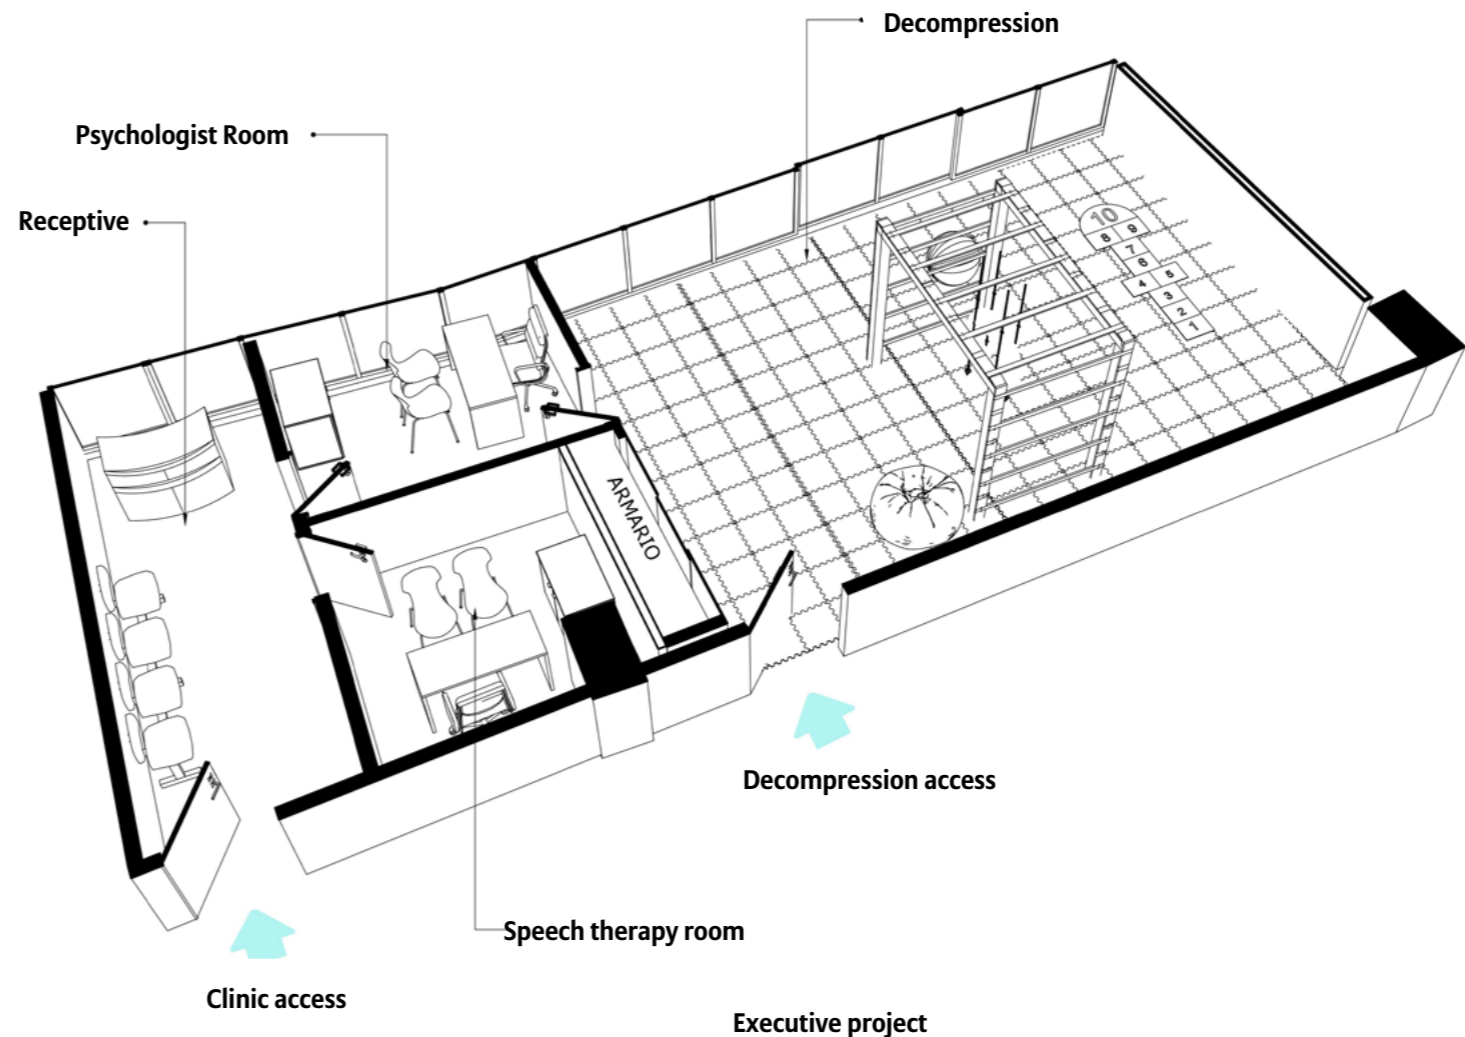 Decompression
Psychologist Room
Receptive
10
8 9
7
6
4 5
3
2
1
ARMARIO
Decompression access
Speech therapy room
Clinic access
Executive project